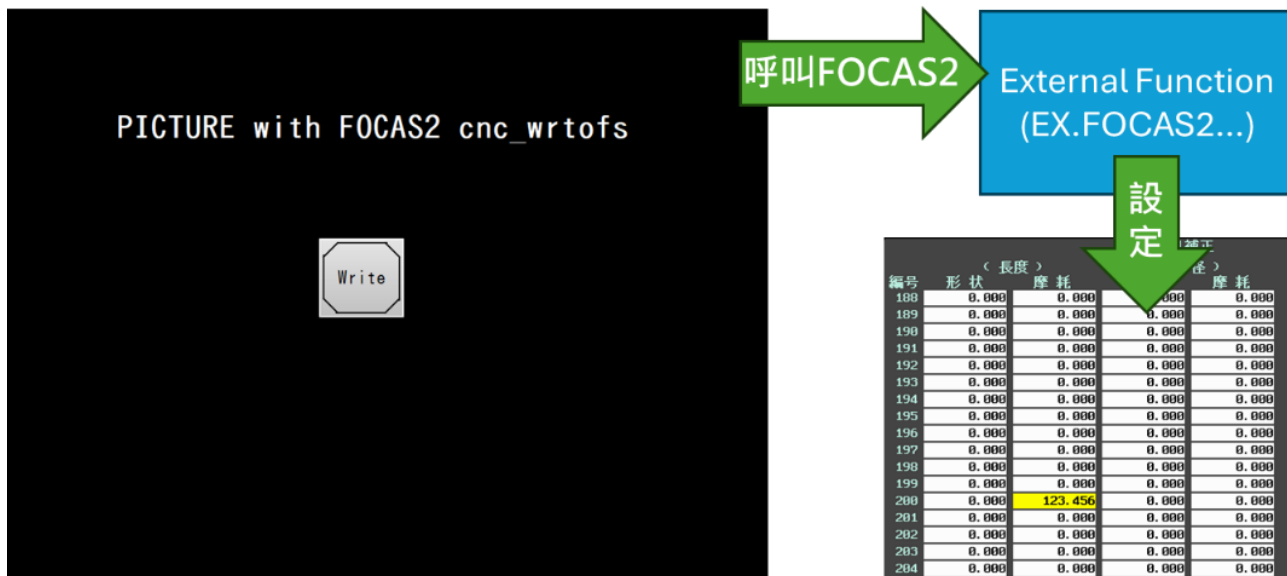 PICTURE with FOCAS2 cnc_wrtofs
Write
呼叫FOCAS2
External Function
(EX.FOCAS2...)
設
定
補正
( 長度 ) 径 )
編号 形 状 摩 耗 摩 耗
188 0.000 0.000 000 0.000
189 0.000 0.000 0.000 0.000
190 0.000 0.000 0.000 0.000
191 0.000 0.000 0.000 0.000
192 0.000 0.000 0.000 0.000
193 0.000 0.000 0.000 0.000
194 0.000 0.000 0.000 0.000
195 0.000 0.000 0.000 0.000
196 0.000 0.000 0.000 0.000
197 0.000 0.000 0.000 0.000
198 0.000 0.000 0.000 0.000
199 0.000 0.000 0.000 0.000
200 0.000 123.456 0.000 0.000
201 0.000 0.000 0.000 0.000
202 0.000 0.000 0.000 0.000
203 0.000 0.000 0.000 0.000
204 0.000 0.000 0.000 0.000